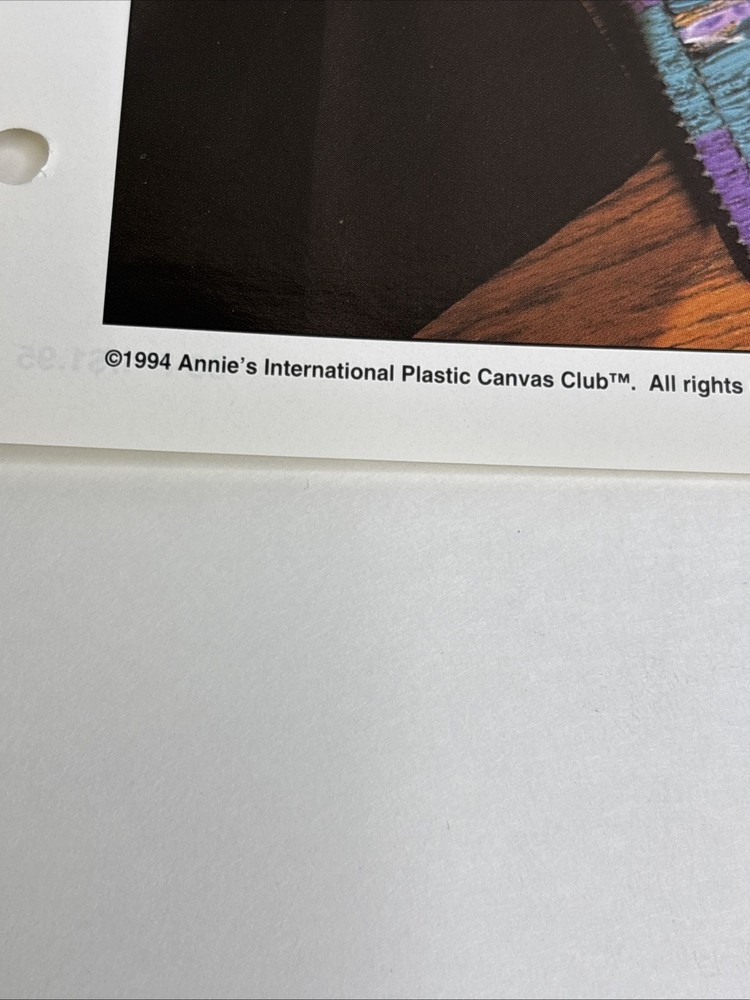 ©1994 Annie's International Plastic Canvas Club™. All rights